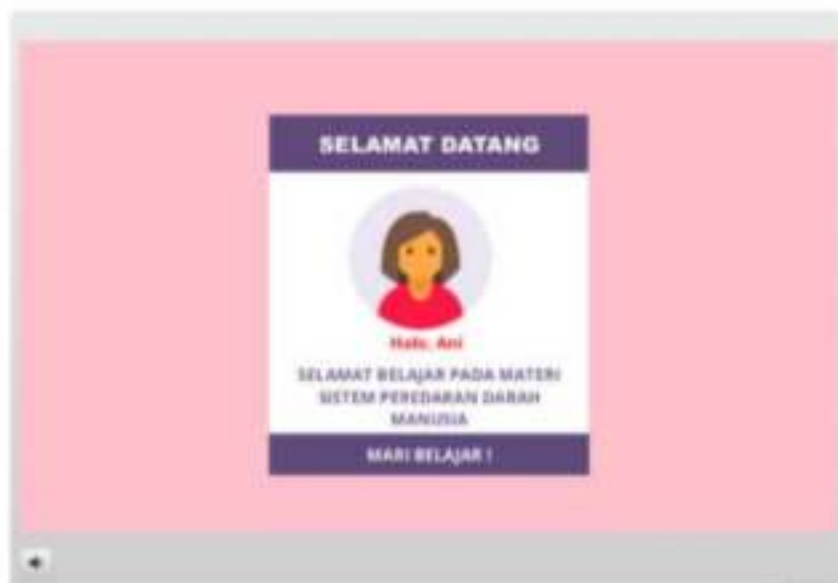 SELAMAT DATANG
Halo, Ani
SELAMAT BELAJAR PADA MATERI
SISTEM PEREDARAN DARAH
MANUSIA
MARI BELAJAR !